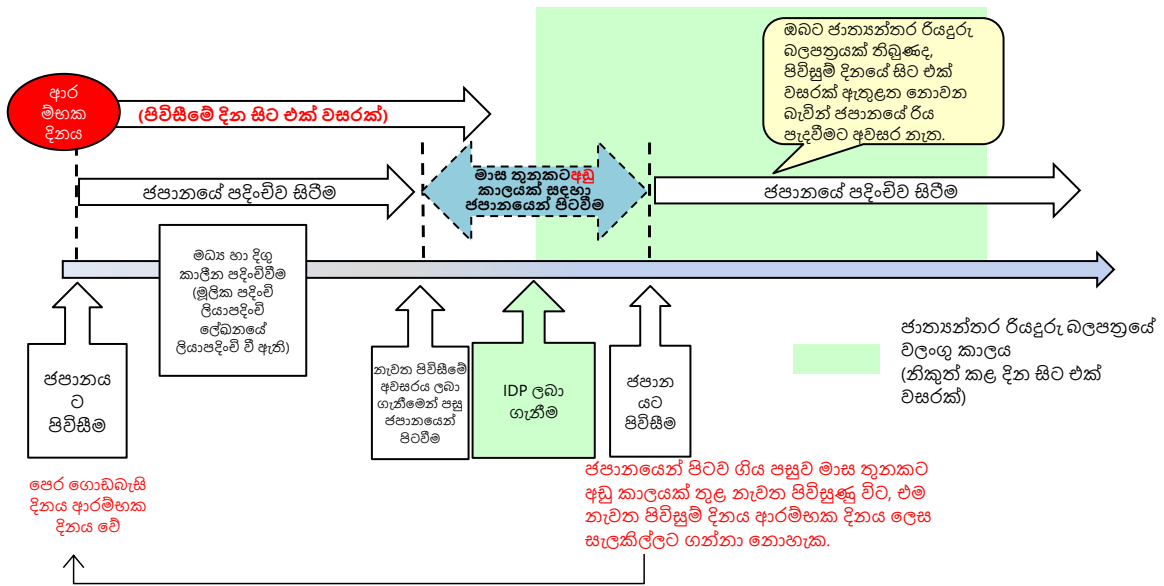 ආර
ම්භක
දිනය
(පිවිසීමේ දින සිට එක් වසරක්)
ඔබට ජාත්‍යන්තර රියදුරු
බලපත්‍රයක් තිබුණද,
පිවිසුම් දිනයේ සිට එක්
වසරක් ඇතුළත නොවන
බැවින් ජපානයේ රිය
පැදවීමට අවසර නැත.
ජපානයේ පදිංචිව සිටීම
මාස තුනකටඅඩු
කාලයක් සඳහා
ජපානයෙන් පිටවීම
ජපානයේ පදිංචිව සිටීම
මධ්‍ය හා දිගු
කාලීන පදිංචිවීම
(මූලික පදිංචි
ලියාපදිංචි
ලේඛනයේ
ලියාපදිංචි වී ඇති)
ජපානය
ට
පිවිසීම
නැවත පිවිසීමේ
අවසරය ලබා
ගැනීමෙන් පසු
ජපානයෙන්
පිටවීම
IDP ලබා
ගැනීම
ජපාන
යට
පිවිසීම
ජාත්‍යන්තර රියදුරු බලපත්‍රයේ
වලංගු කාලය
(නිකුත් කළ දින සිට එක්
වසරක්)
පෙර ගොඩබැසි
දිනය ආරම්භක
දිනය වේ
ජපානයෙන් පිටව ගිය පසුව මාස තුනකට
අඩු කාලයක් තුළ නැවත පිවිසුණු විට, එම
නැවත පිවිසුම් දිනය ආරම්භක දිනය ලෙස
සැලකිල්ලට ගන්නා නොහැක.